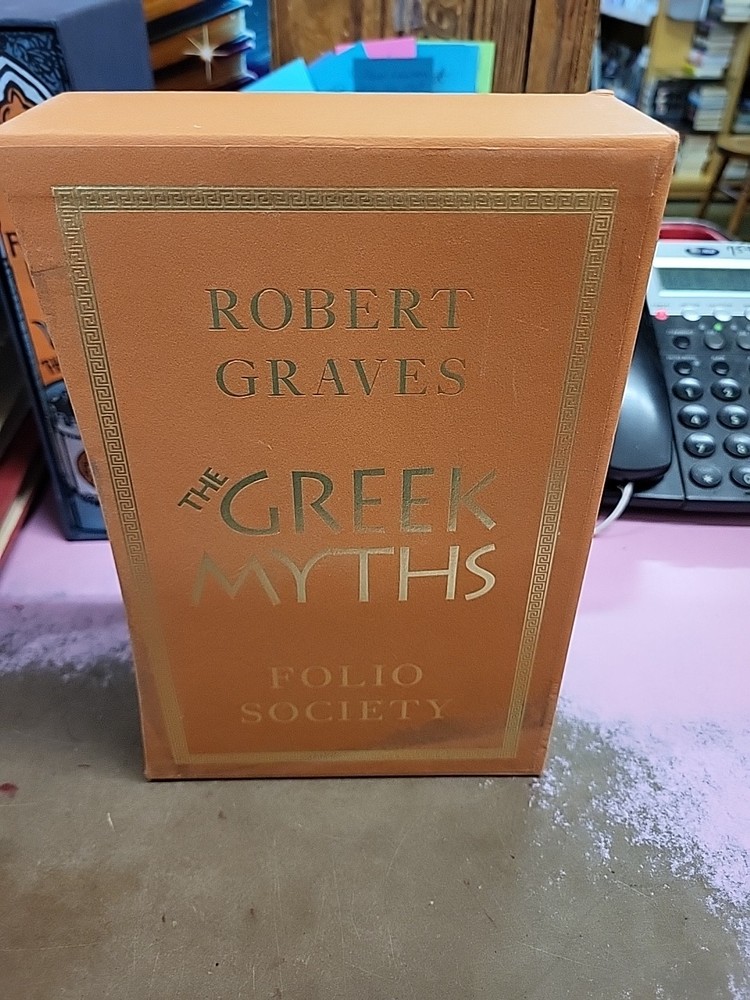 ROBERT
GRAVES
THE GREEK
MYTHS
FOLIO
SOCIETY